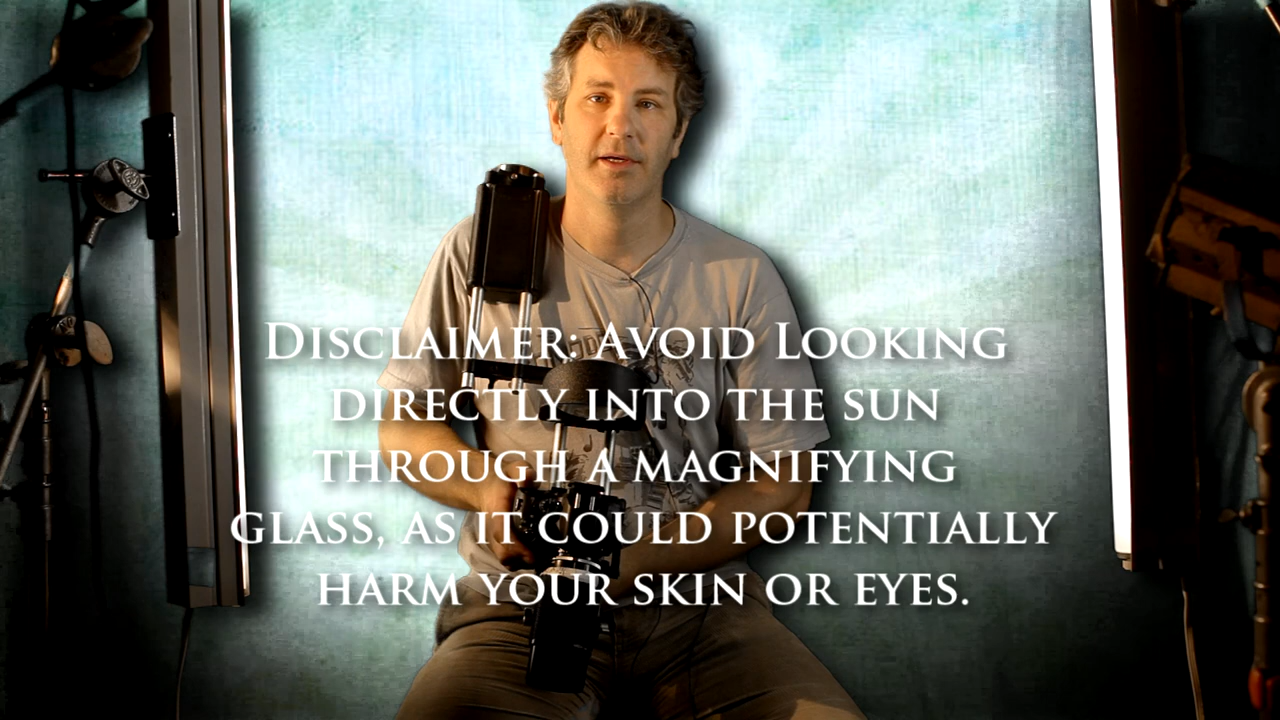 Disclaimer: Avoid Looking
directly into the sun
through a magnifying
glass, as it could potentially
harm your skin or eyes.